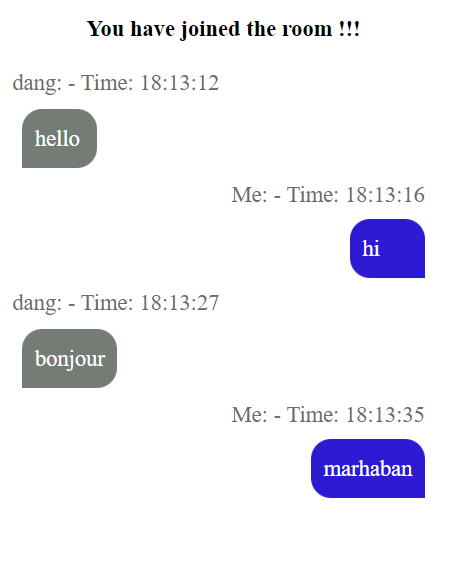 You have joined the room !!!
dang: - Time: 18:13:12
hello
Me: - Time: 18:13:16
hi
dang: - Time: 18:13:27
bonjour
Me: - Time: 18:13:35
marhaban